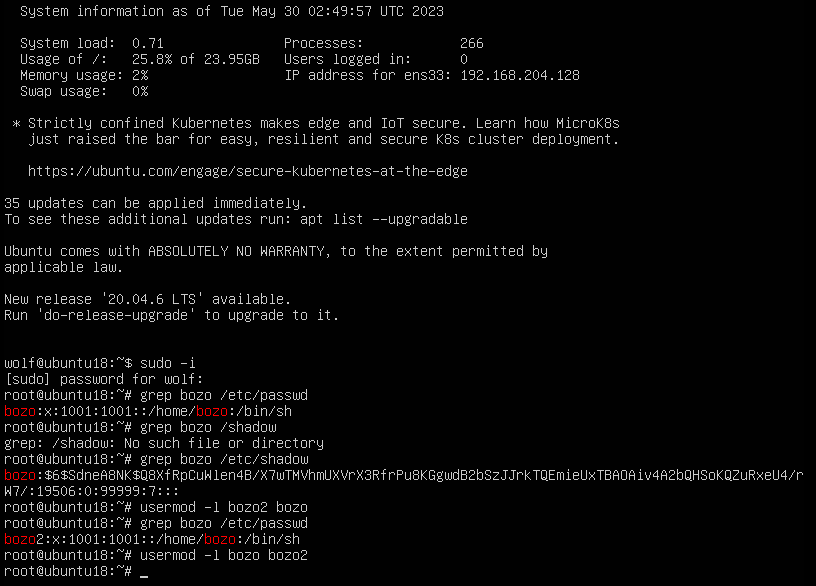 System information as of Tue May 30 02:49:57 UTC 2023
System load:  0.71               Processes:            266
Usage of /:   25.8% of 23.95GB   Users logged in:      0
Memory usage: 2%                 IP address for ens33: 192.168.204.128
Swap usage:   0%
* Strictly confined Kubernetes makes edge and IoT secure. Learn how MicroK8s
just raised the bar for easy, resilient and secure K8s cluster deployment.
https://ubuntu.com/engage/secure-kubernetes-at-the-edge
35 updates can be applied immediately.
To see these additional updates run: apt list --upgradable
Ubuntu comes with ABSOLUTELY NO WARRANTY, to the extent permitted by
applicable law.
New release '20.04.6 LTS' available.
Run 'do-release-upgrade' to upgrade to it.
wolf@ubuntu18:~$ sudo -i
[sudo] password for wolf:
root@ubuntu18:~# grep bozo /etc/passwd
bozo:x:1001:1001::/home/bozo:/bin/sh
root@ubuntu18:~# grep bozo /shadow
grep: /shadow: No such file or directory
root@ubuntu18:~# grep bozo /etc/shadow
bozo:$6$SdneA8NK$Q8XfRpCuWlen4B/X7wTMVhmUXVrX3RfrPu8KGgwdB2bSzJJrkTQEmieUxTBAOAiv4A2bQHSoKQZuRxeU4/r
W7/:19506:0:99999:7:::
root@ubuntu18:~# usermod -l bozo2 bozo
root@ubuntu18:~# grep bozo /etc/passwd
bozo2:x:1001:1001::/home/bozo:/bin/sh
root@ubuntu18:~# usermod -l bozo bozo2
root@ubuntu18:~# _